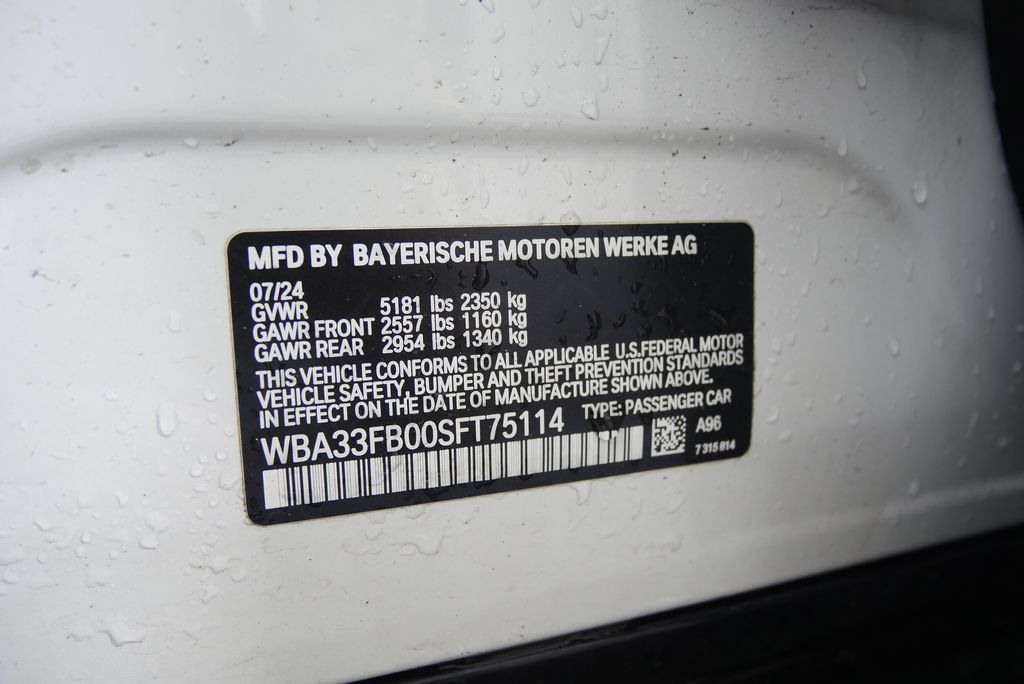 MFD BY BAYERISCHE MOTOREN WERKE AG
07/24
GVWR 5181 lbs 2350 kg
GAWR FRONT 2557 lbs 1160 kg
GAWR REAR 2954 lbs 1340 kg
THIS VEHICLE CONFORMS TO ALL APPLICABLE U.S.FEDERAL MOTOR
VEHICLE SAFETY, BUMPER AND THEFT PREVENTION STANDARDS
IN EFFECT ON THE DATE OF MANUFACTURE SHOWN ABOVE.
WBA33FB00SFT75114 TYPE: PASSENGER CAR
A96
7 315 814